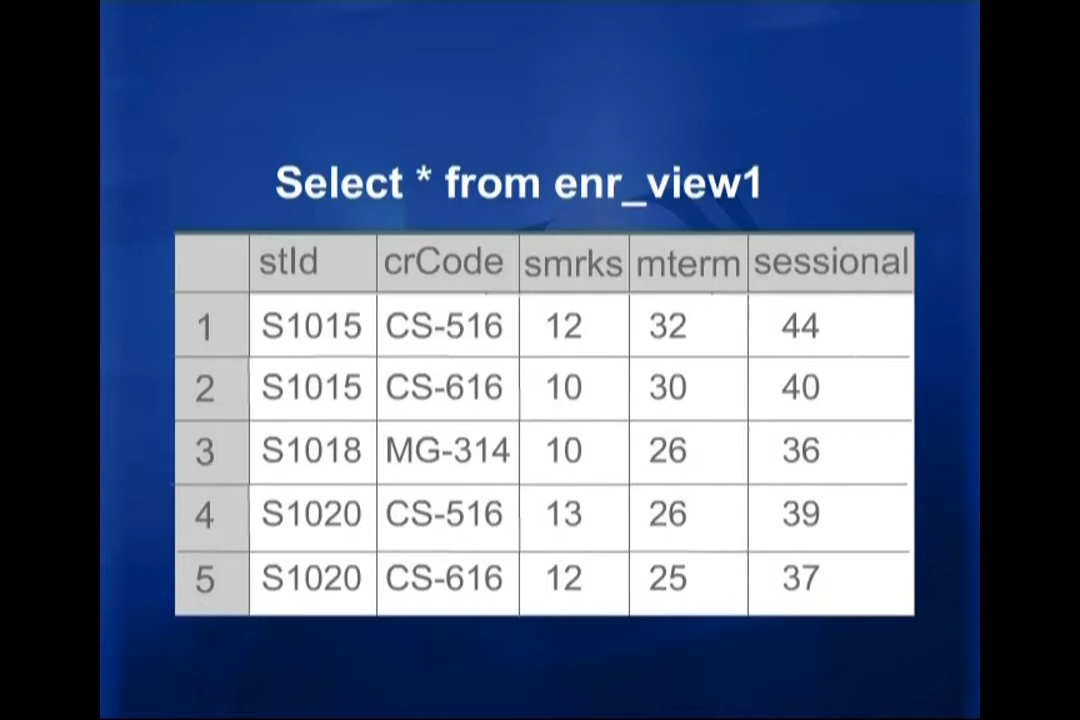 Select * from enr_view1
stId crCode smrks mterm sessional
1 S1015 CS-516 12 32 44
2 S1015 CS-616 10 30 40
3 S1018 MG-314 10 26 36
4 S1020 CS-516 13 26 39
5 S1020 CS-616 12 25 37